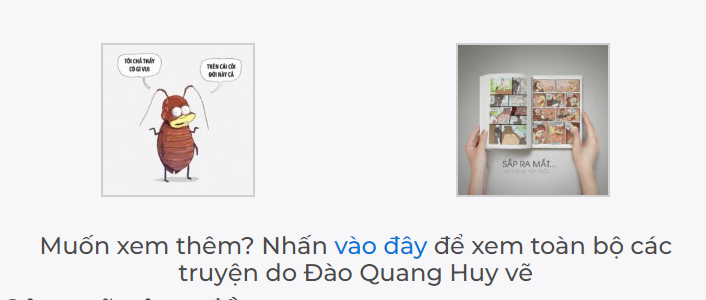 TÔI CHẢ THẤY
CÓ GÌ VUI
TRÊN CÁI CÕI
ĐỜI NÀY CẢ
SẮP RA MẮT...
Muốn xem thêm? Nhấn vào đây để xem toàn bộ các
truyện do Đào Quang Huy vẽ